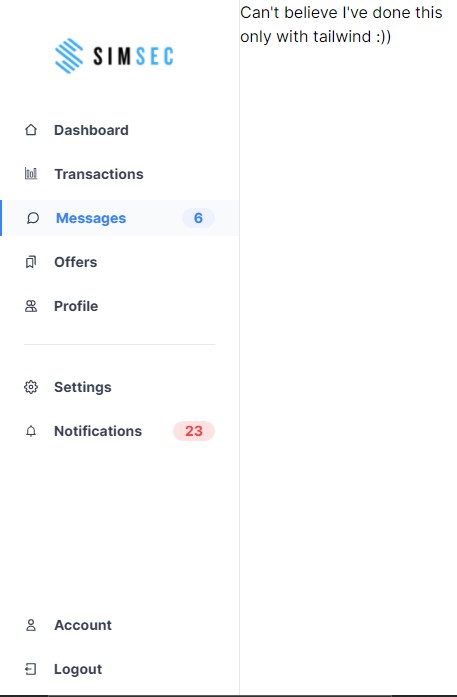 SIMSEC
Can't believe I've done this
only with tailwind :))
Dashboard
Transactions
Messages 6
Offers
Profile
Settings
Notifications 23
Account
Logout